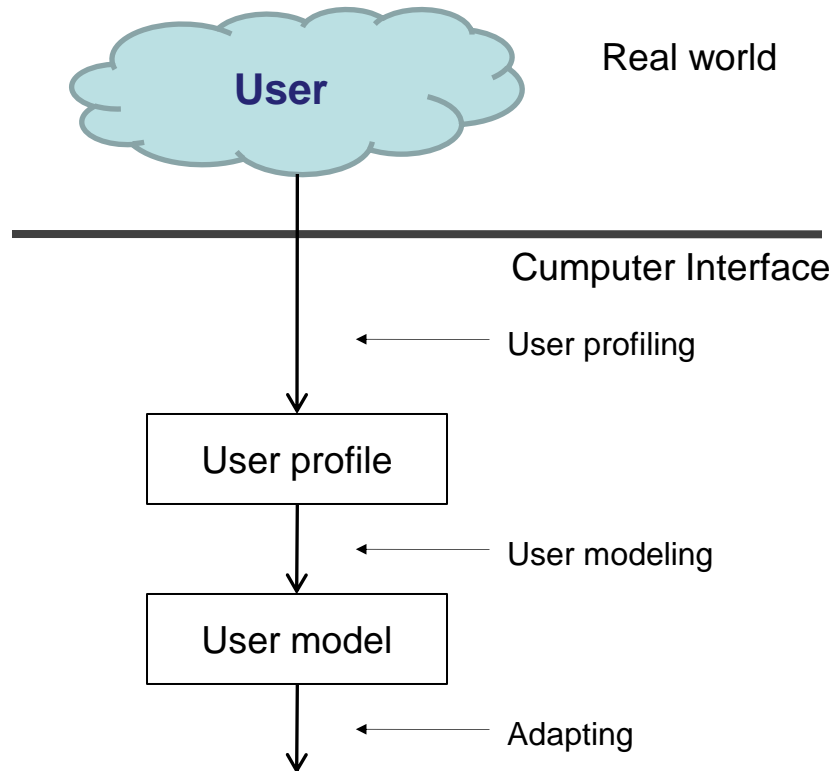 Real world
User
Cumputer Interface
User profiling
User profile
User modeling
User model
Adapting